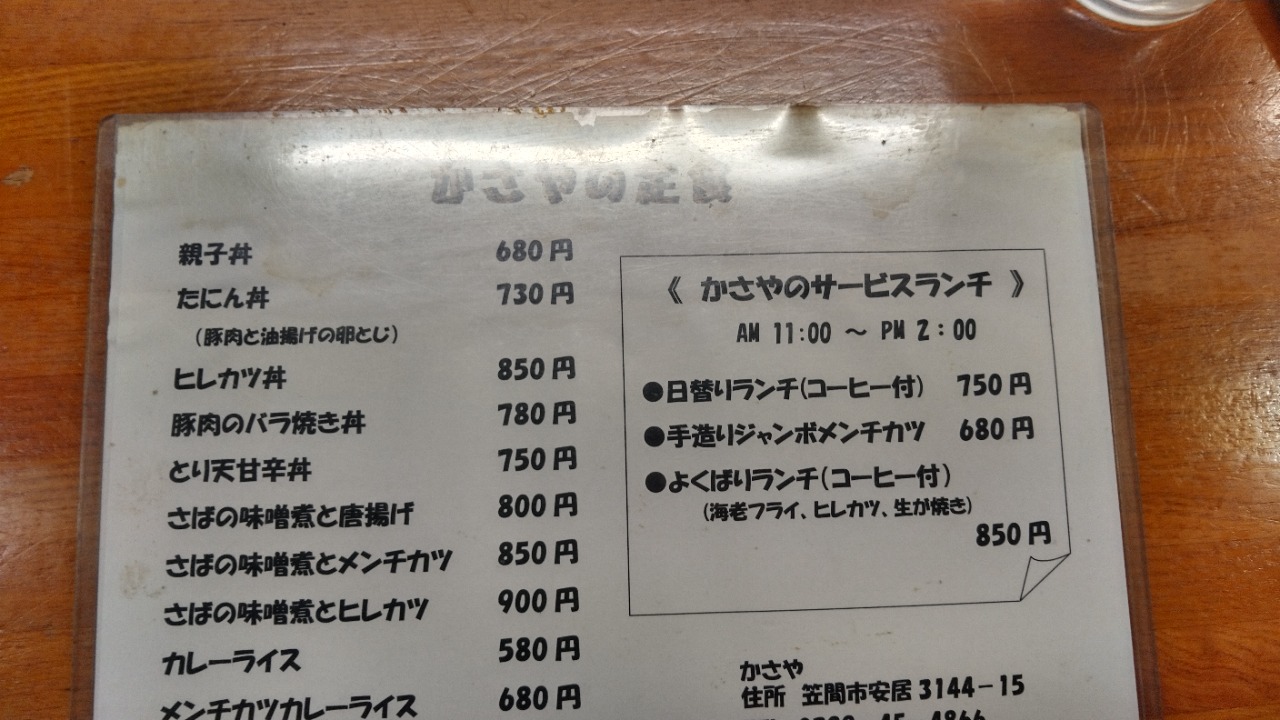 かさやの定食
親子丼 680円
たにん丼 730円
(豚肉と油揚げの卵とじ)
ヒレカツ丼 850円
豚肉のバラ焼き丼 780円
とり天甘辛丼 750円
さばの味噌煮と唐揚げ 800円
さばの味噌煮とメンチカツ 850円
さばの味噌煮とヒレカツ 900円
カレーライス 580円
メンチカツカレーライス 680円
《 かさやのサービスランチ 》
AM 11:00 ～ PM 2:00
●日替りランチ(コーヒー付) 750円
●手造りジャンボメンチカツ 680円
●よくばりランチ(コーヒー付)
(海老フライ、ヒレカツ、生が焼き)
850円
かさや
住所 笠間市安居3144-15